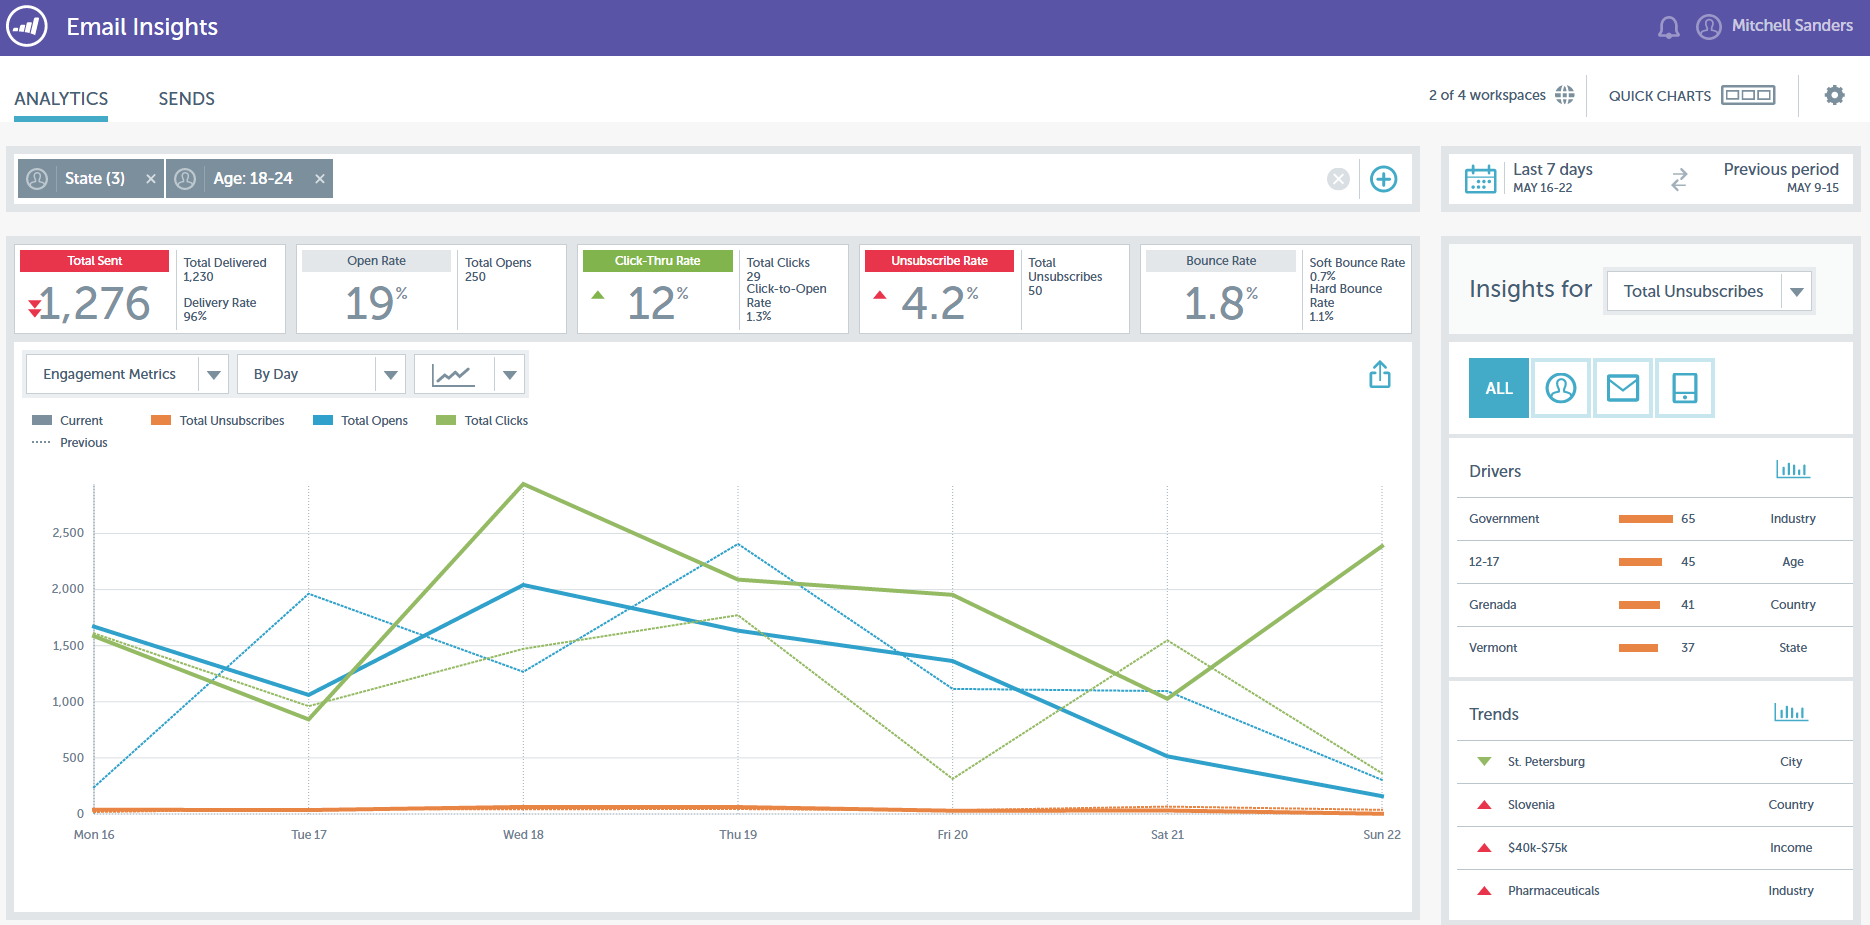 Email Insights
Mitchell Sanders
ANALYTICS
SENDS
2 of 4 workspaces
QUICK CHARTS
State (3) ×
Age: 18-24 ×
Last 7 days
MAY 16-22
Previous period
MAY 9-15
Total Sent
1,276
Total Delivered
1,230
Delivery Rate
96%
Open Rate
19%
Total Opens
250
Click-Thru Rate
12%
Total Clicks
29
Click-to-Open
Rate
1.3%
Unsubscribe Rate
4.2%
Total
Unsubscribes
50
Bounce Rate
1.8%
Soft Bounce Rate
0.7%
Hard Bounce
Rate
1.1%
Engagement Metrics
By Day
Current
Total Unsubscribes
Total Opens
Total Clicks
Previous
2,500
2,000
1,500
1,000
500
0
Mon 16
Tue 17
Wed 18
Thu 19
Fri 20
Sat 21
Sun 22
Insights for
Total Unsubscribes
ALL
Drivers
Government 65 Industry
12-17 45 Age
Grenada 41 Country
Vermont 37 State
Trends
St. Petersburg City
Slovenia Country
$40k-$75k Income
Pharmaceuticals Industry